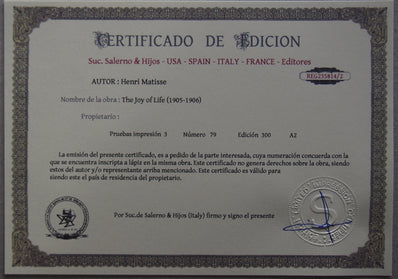 CERTIFICADO DE EDICION
Suc. Salerno & Hijos - USA - SPAIN - ITALY - FRANCE - Editores
REG255814/2
AUTOR : Henri Matisse
Nombre de la obra : The Joy of Life (1905-1906)
Propietario :
Pruebas impresión 3 Número 79 Edición 300 A2
La emisión del presente certificado, es a pedido de la parte interesada, cuya numeración concuerda con la
que se encuentra inscripta a lápiz en la misma obra. Este certificado no genera derechos sobre la obra, siendo
estos del autor y/o representante arriba mencionado. Este certificado es válido para
siendo este el país de residencia del propietario.
Por Suc.de Salerno & Hijos (Italy) firmo y signo el presente